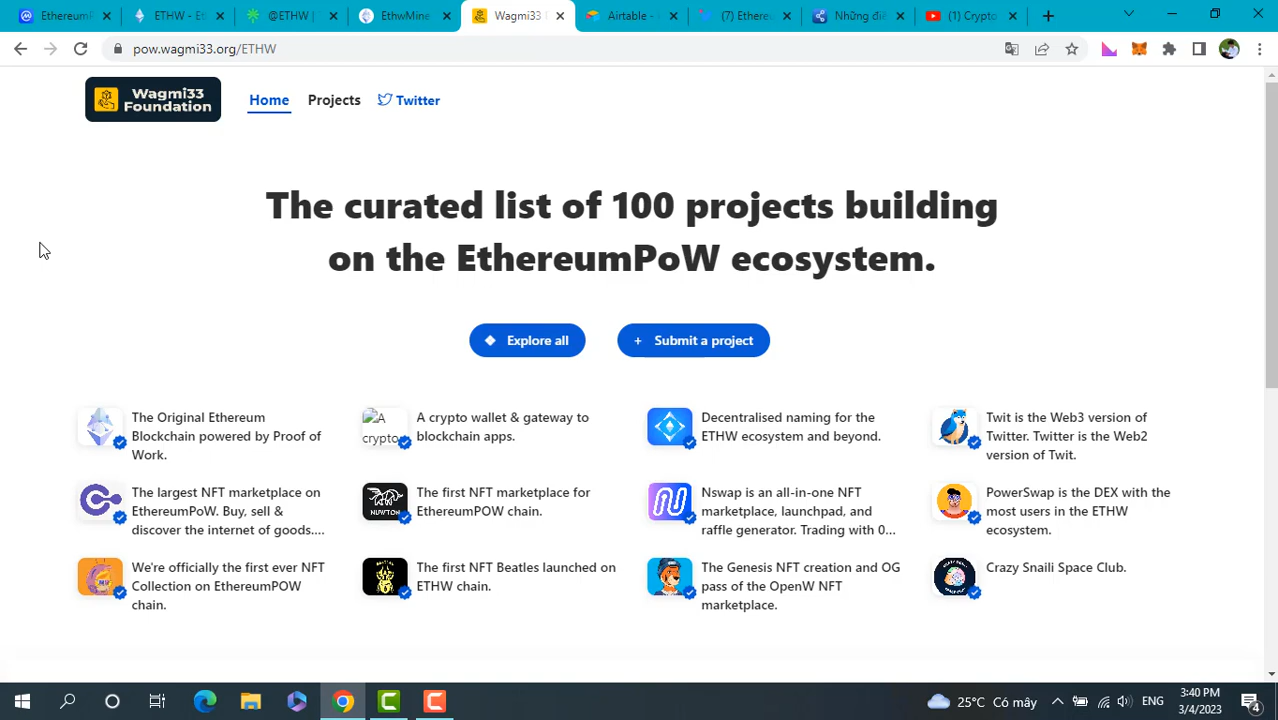 EthereumP
ETHW - Et
@ETHW |
EthwMine
Wagmi33
Airtable -
(7) Ethere
Những điề
(1) Crypto
pow.wagmi33.org/ETHW
Wagmi33
Foundation
Home
Projects
Twitter
The curated list of 100 projects building
on the EthereumPoW ecosystem.
Explore all
+ Submit a project
The Original Ethereum
Blockchain powered by Proof of
Work.
A
crypto
A crypto wallet & gateway to
blockchain apps.
Decentralised naming for the
ETHW ecosystem and beyond.
Twit is the Web3 version of
Twitter. Twitter is the Web2
version of Twit.
The largest NFT marketplace on
EthereumPoW. Buy, sell &
discover the internet of goods....
NUWTON
The first NFT marketplace for
EthereumPOW chain.
Nswap is an all-in-one NFT
marketplace, launchpad, and
raffle generator. Trading with 0...
PowerSwap is the DEX with the
most users in the ETHW
ecosystem.
We're officially the first ever NFT
Collection on EthereumPOW
chain.
The first NFT Beatles launched on
ETHW chain.
The Genesis NFT creation and OG
pass of the OpenW NFT
marketplace.
Crazy Snaili Space Club.
25°C Có mây
ENG
3:40 PM
3/4/2023
4